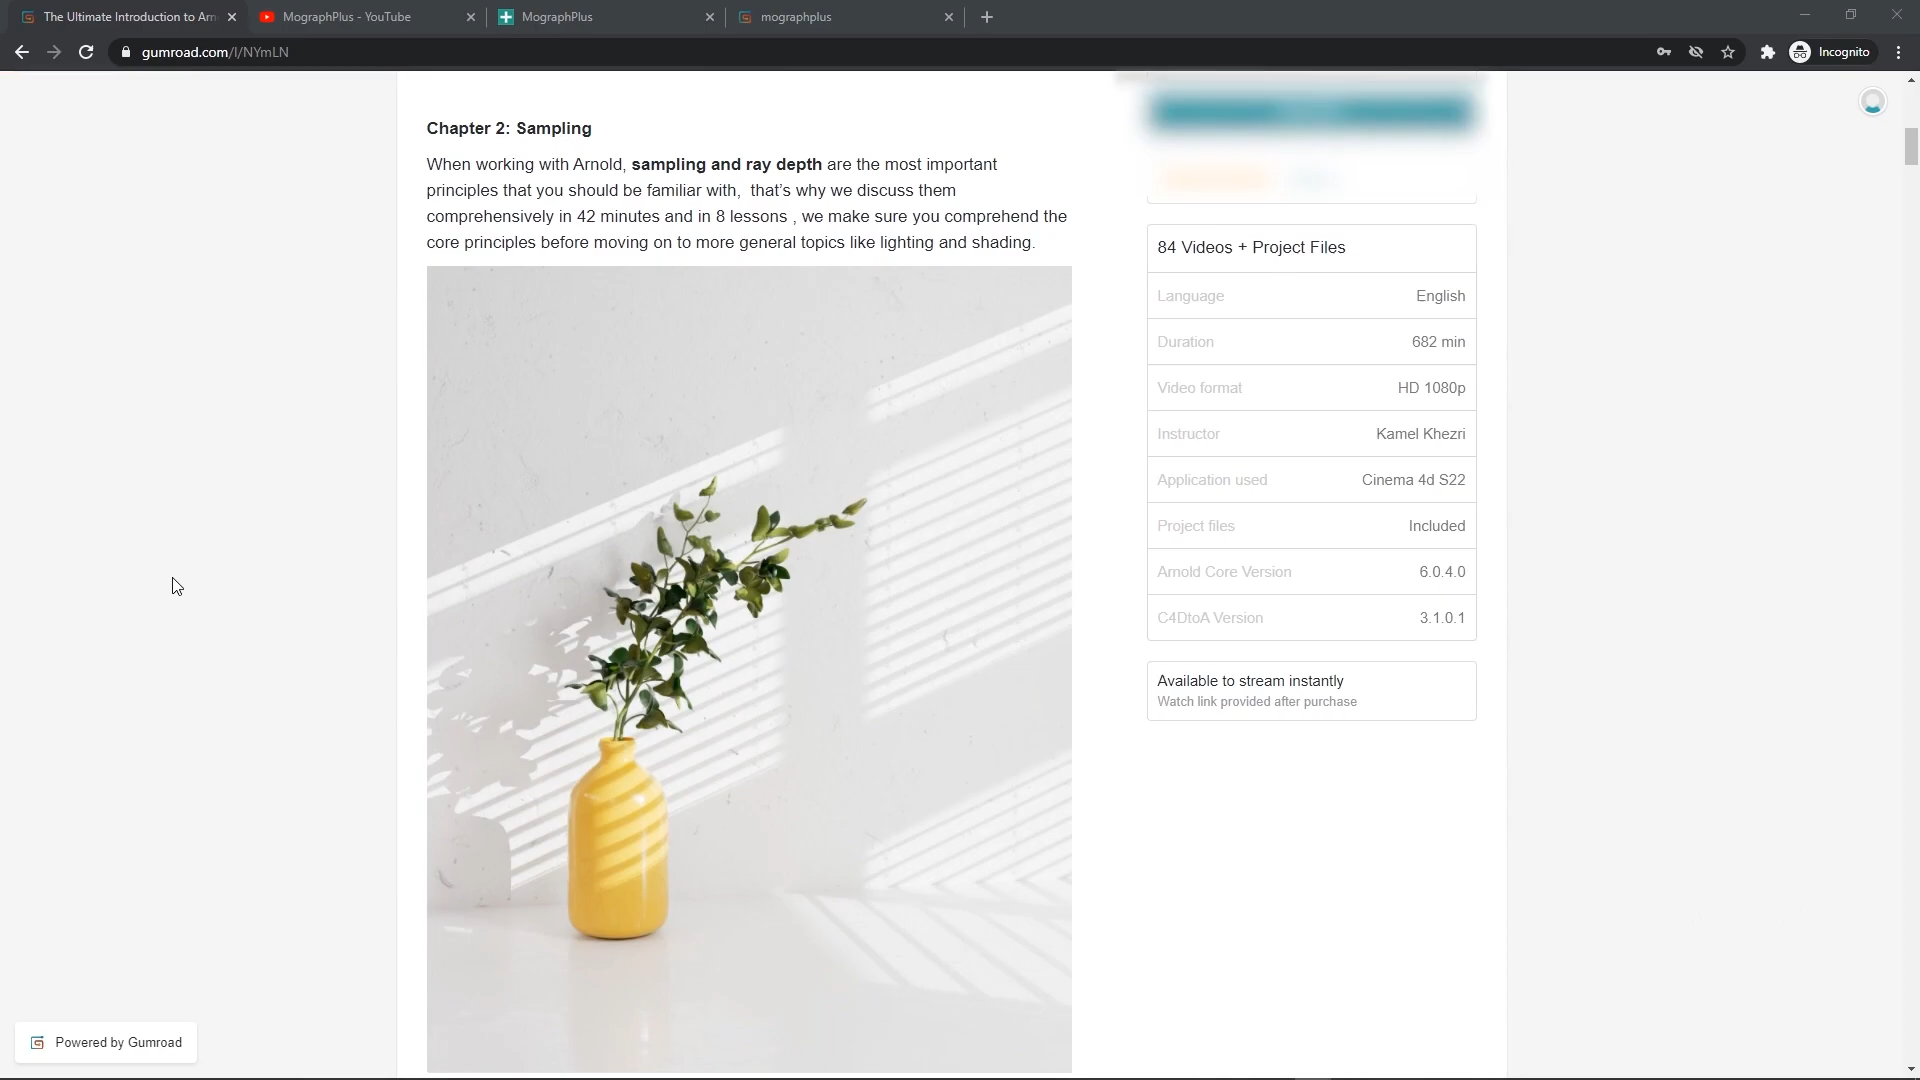 The Ultimate Introduction to Arn
MographPlus - YouTube
MographPlus
mographplus
gumroad.com/l/NYmLN
Incognito
Chapter 2: Sampling
When working with Arnold, sampling and ray depth are the most important
principles that you should be familiar with,  that's why we discuss them
comprehensively in 42 minutes and in 8 lessons , we make sure you comprehend the
core principles before moving on to more general topics like lighting and shading.
84 Videos + Project Files
Language English
Duration 682 min
Video format HD 1080p
Instructor Kamel Khezri
Application used Cinema 4d S22
Project files Included
Arnold Core Version 6.0.4.0
C4DtoA Version 3.1.0.1
Available to stream instantly
Watch link provided after purchase
Powered by Gumroad